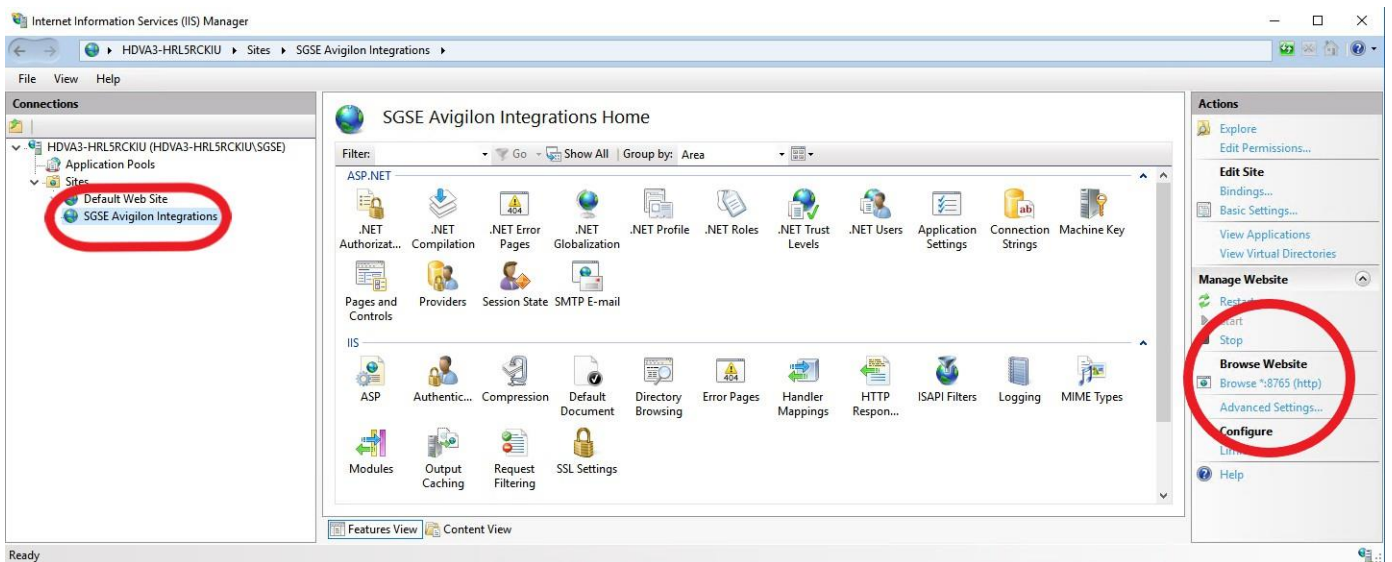 Internet Information Services (IIS) Manager
HDVA3-HRL5RCKIU Sites SGSE Avigilon Integrations
File View Help
Connections
HDVA3-HRL5RCKIU (HDVA3-HRL5RCKIU\SGSE)
Application Pools
Sites
Default Web Site
SGSE Avigilon Integrations
SGSE Avigilon Integrations Home
Filter: Go Show All Group by: Area
ASP.NET
.NET Authorizat... .NET Compilation .NET Error Pages .NET Globalization .NET Profile .NET Roles .NET Trust Levels .NET Users Application Settings Connection Strings Machine Key
Pages and Controls Providers Session State SMTP E-mail
IIS
ASP Authentic... Compression Default Document Directory Browsing Error Pages Handler Mappings HTTP Respon... ISAPI Filters Logging MIME Types
Modules Output Caching Request Filtering SSL Settings
Features View Content View
Ready
Actions
Explore
Edit Permissions...
Edit Site
Bindings...
Basic Settings...
View Applications
View Virtual Directories
Manage Website
Restart
Start
Stop
Browse Website
Browse *:8765 (http)
Advanced Settings...
Configure
Help